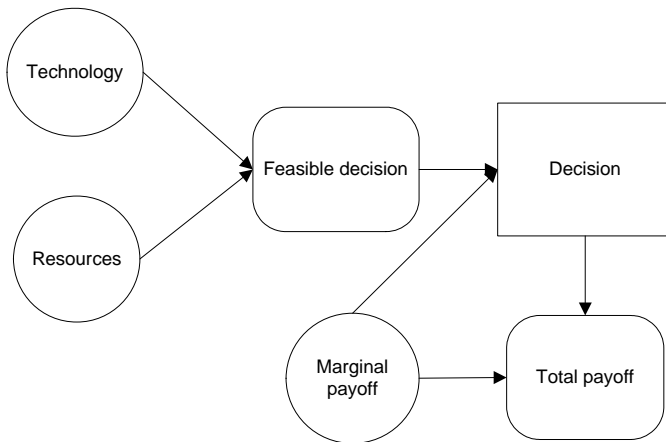 Technology
Feasible decision
Decision
Resources
Marginal
payoff
Total payoff